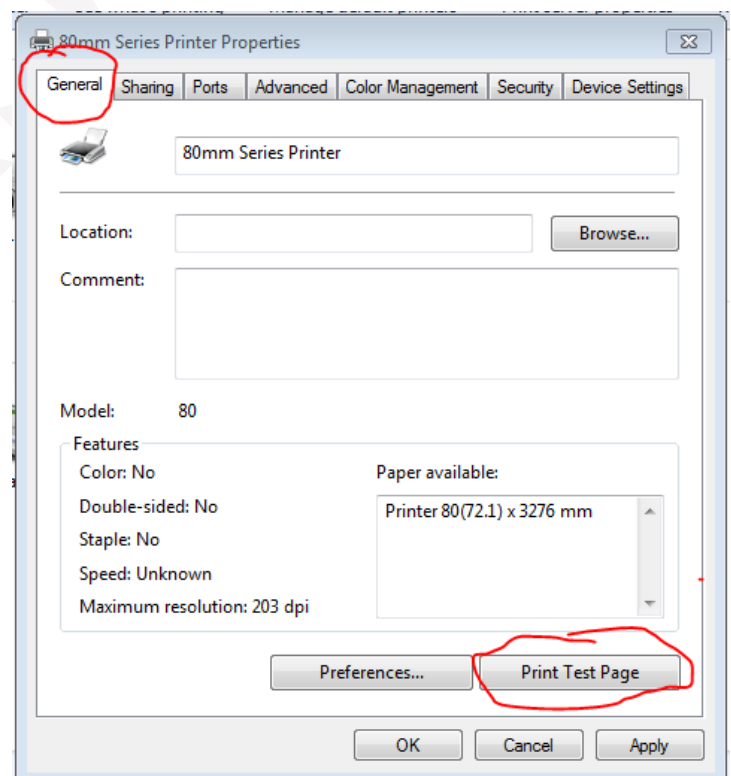 80mm Series Printer Properties
General Sharing Ports Advanced Color Management Security Device Settings
80mm Series Printer
Location:
Browse...
Comment:
Model: 80
Features
Color: No
Paper available:
Double-sided: No
Printer 80(72.1) x 3276 mm
Staple: No
Speed: Unknown
Maximum resolution: 203 dpi
Preferences... Print Test Page
OK Cancel Apply